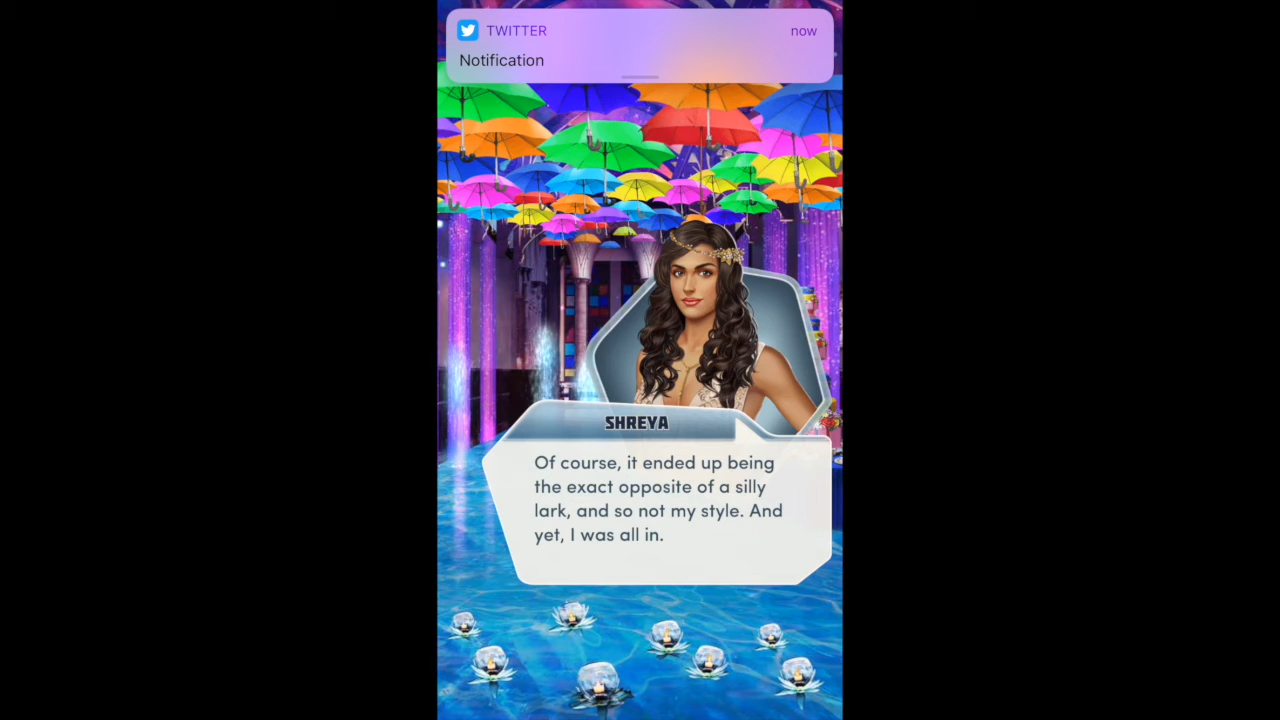 TWITTER now
Notification
SHREYA
Of course, it ended up being
the exact opposite of a silly
lark, and so not my style. And
yet, I was all in.